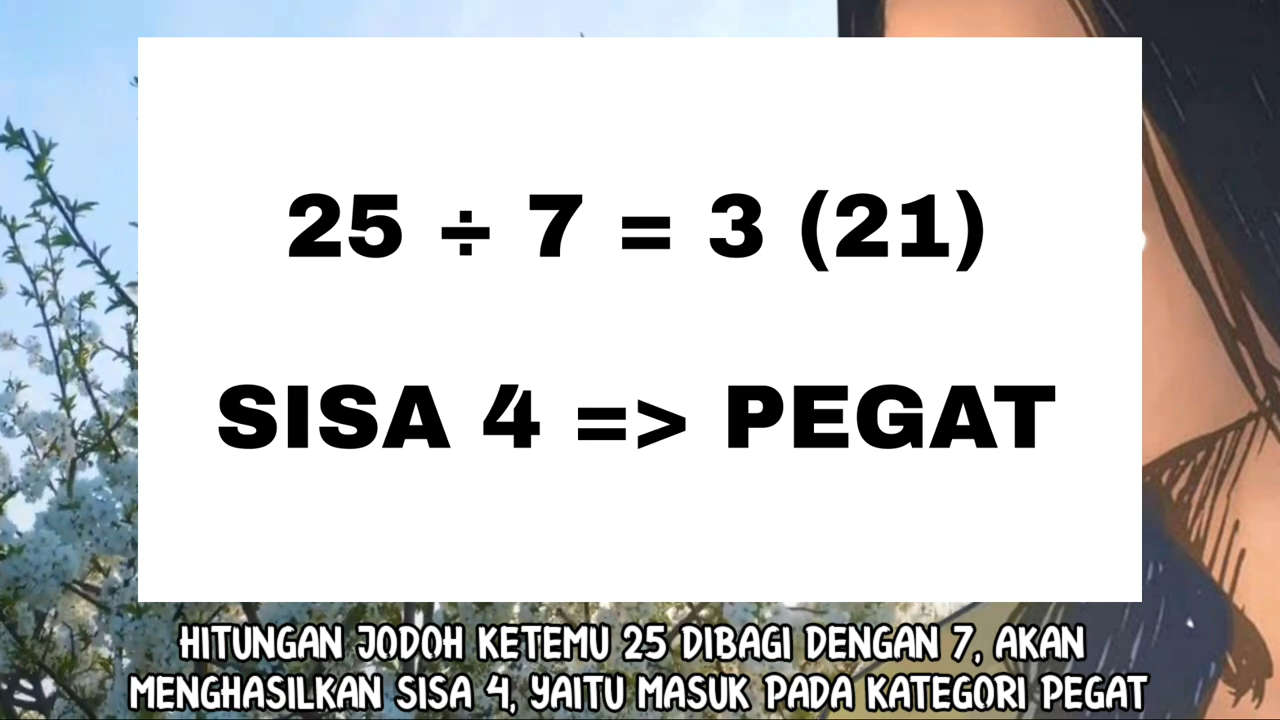 25 ÷ 7 = 3 (21)
SISA 4 => PEGAT
HITUNGAN JODOH KETEMU 25 DIBAGI DENGAN 7, AKAN
MENGHASILKAN SISA 4, YAITU MASUK PADA KATEGORI PEGAT